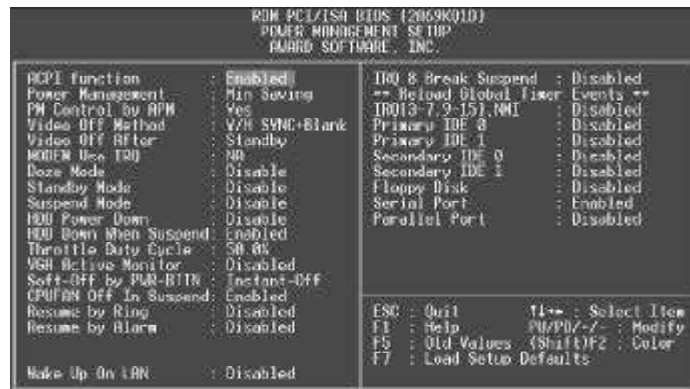 ROM PCI/ISA BIOS (2A69KQ1D)
POWER MANAGEMENT SETUP
AWARD SOFTWARE, INC.
ACPI function : Enabled
Power Management : Min Saving
PM Control by APM : Yes
Video Off Method : V/H SYNC+Blank
Video Off After : Standby
MODEM Use IRQ : NA
Doze Mode : Disable
Standby Mode : Disable
Suspend Mode : Disable
HDD Power Down : Disable
HDD Down When Suspend: Enabled
Throttle Duty Cycle : 50.0%
VGA Active Monitor : Disabled
Soft-Off by PWR-BTTN : Instant-Off
CPUFAN Off In Suspend: Enabled
Resume by Ring : Disabled
Resume by Alarm : Disabled
Wake Up On LAN : Disabled
IRQ 8 Break Suspend : Disabled
** Reload Global Timer Events **
IRQ[3-7,9-15],NMI : Disabled
Primary IDE 0 : Disabled
Primary IDE 1 : Disabled
Secondary IDE 0 : Disabled
Secondary IDE 1 : Disabled
Floppy Disk : Disabled
Serial Port : Enabled
Parallel Port : Disabled
ESC : Quit ↑↓→← : Select Item
F1 : Help PU/PD/+/- : Modify
F5 : Old Values (Shift)F2 : Color
F7 : Load Setup Defaults